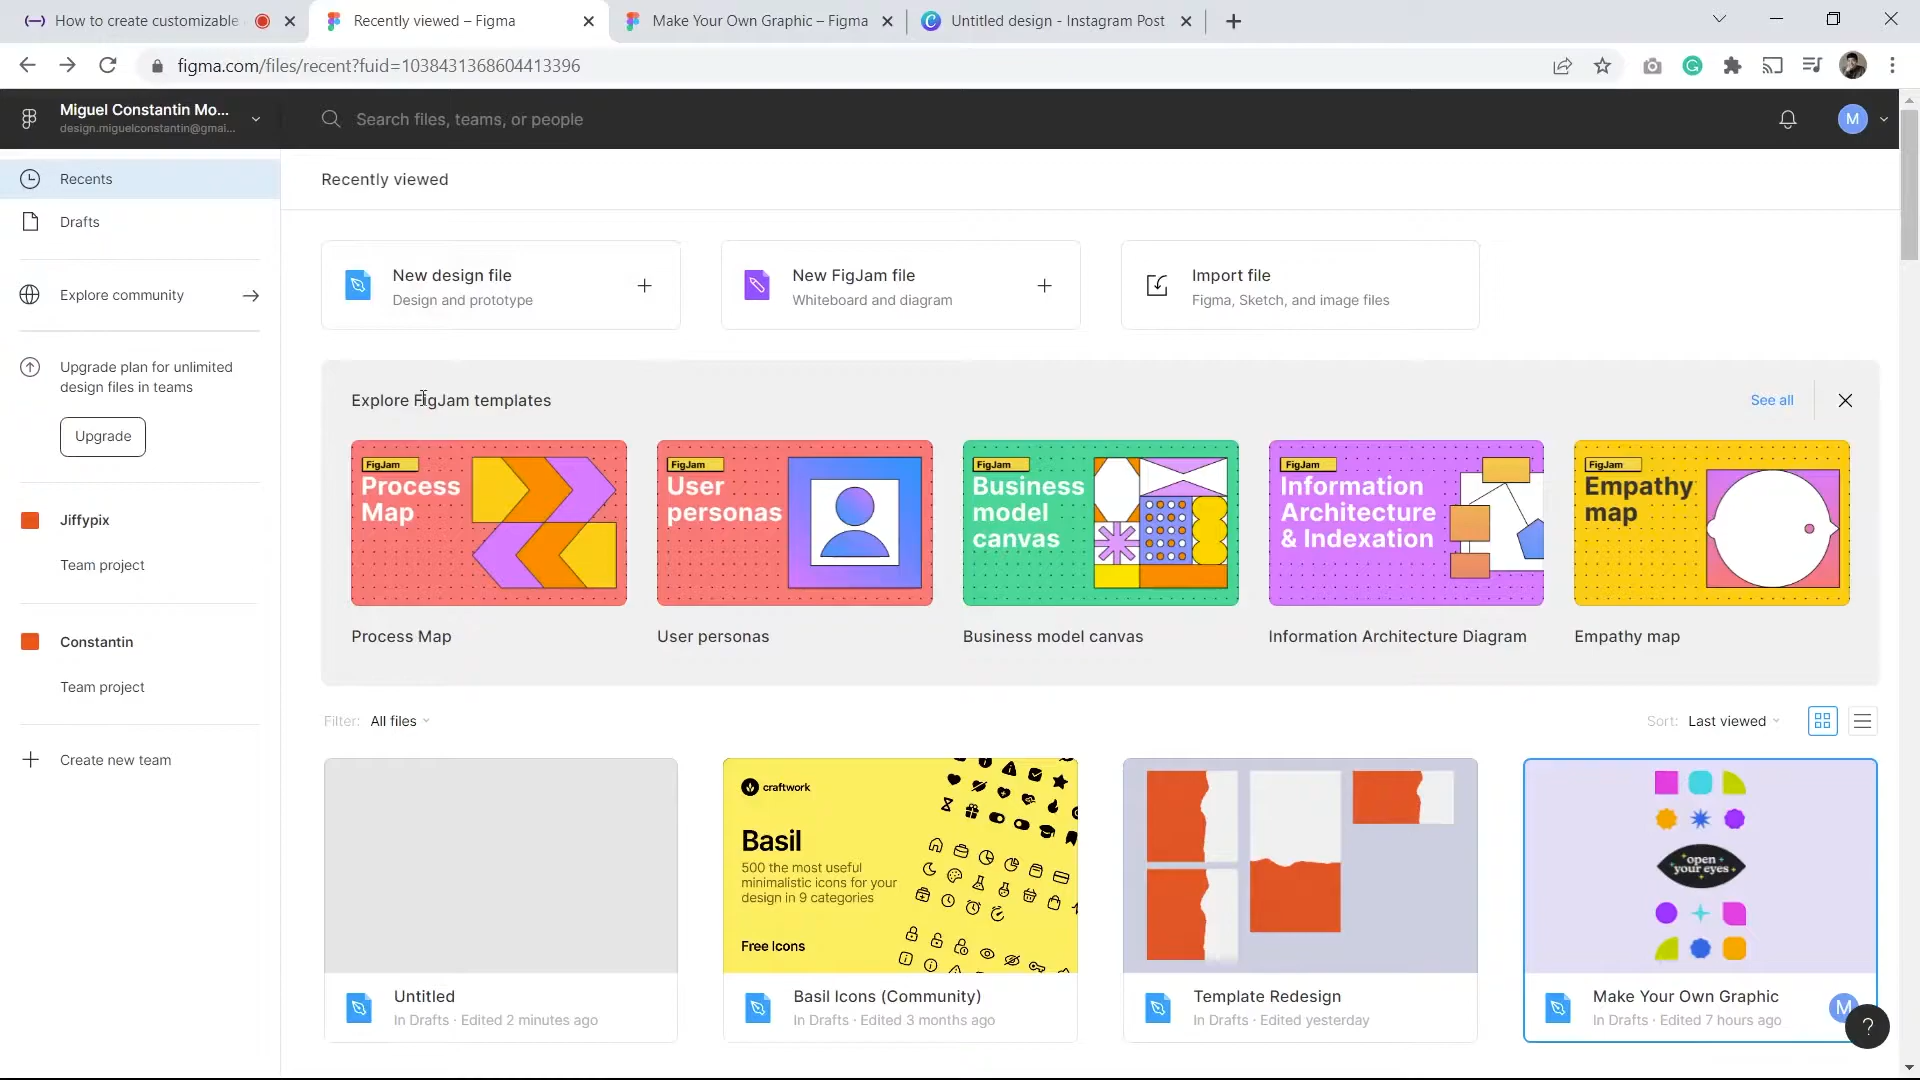 How to create customizable
Recently viewed – Figma
Make Your Own Graphic – Figma
Untitled design - Instagram Post
figma.com/files/recent?fuid=1038431368604413396
Miguel Constantin Mo...
design.miguelconstantin@gmai...
Search files, teams, or people
M
Recents
Drafts
Explore community
Upgrade plan for unlimited
design files in teams
Upgrade
Jiffypix
Team project
Constantin
Team project
Create new team
Recently viewed
New design file
Design and prototype
New FigJam file
Whiteboard and diagram
Import file
Figma, Sketch, and image files
Explore FigJam templates
See all
FigJam
Process
Map
FigJam
User
personas
FigJam
Business
model
canvas
FigJam
Information
Architecture
& Indexation
FigJam
Empathy
map
Process Map
User personas
Business model canvas
Information Architecture Diagram
Empathy map
Filter: All files
Sort: Last viewed
craftwork
Basil
500 the most useful
minimalistic icons for your
design in 9 categories
Free Icons
open
your eyes
Untitled
In Drafts · Edited 2 minutes ago
Basil Icons (Community)
In Drafts · Edited 3 months ago
Template Redesign
In Drafts · Edited yesterday
Make Your Own Graphic
In Drafts · Edited 7 hours ago
M
?